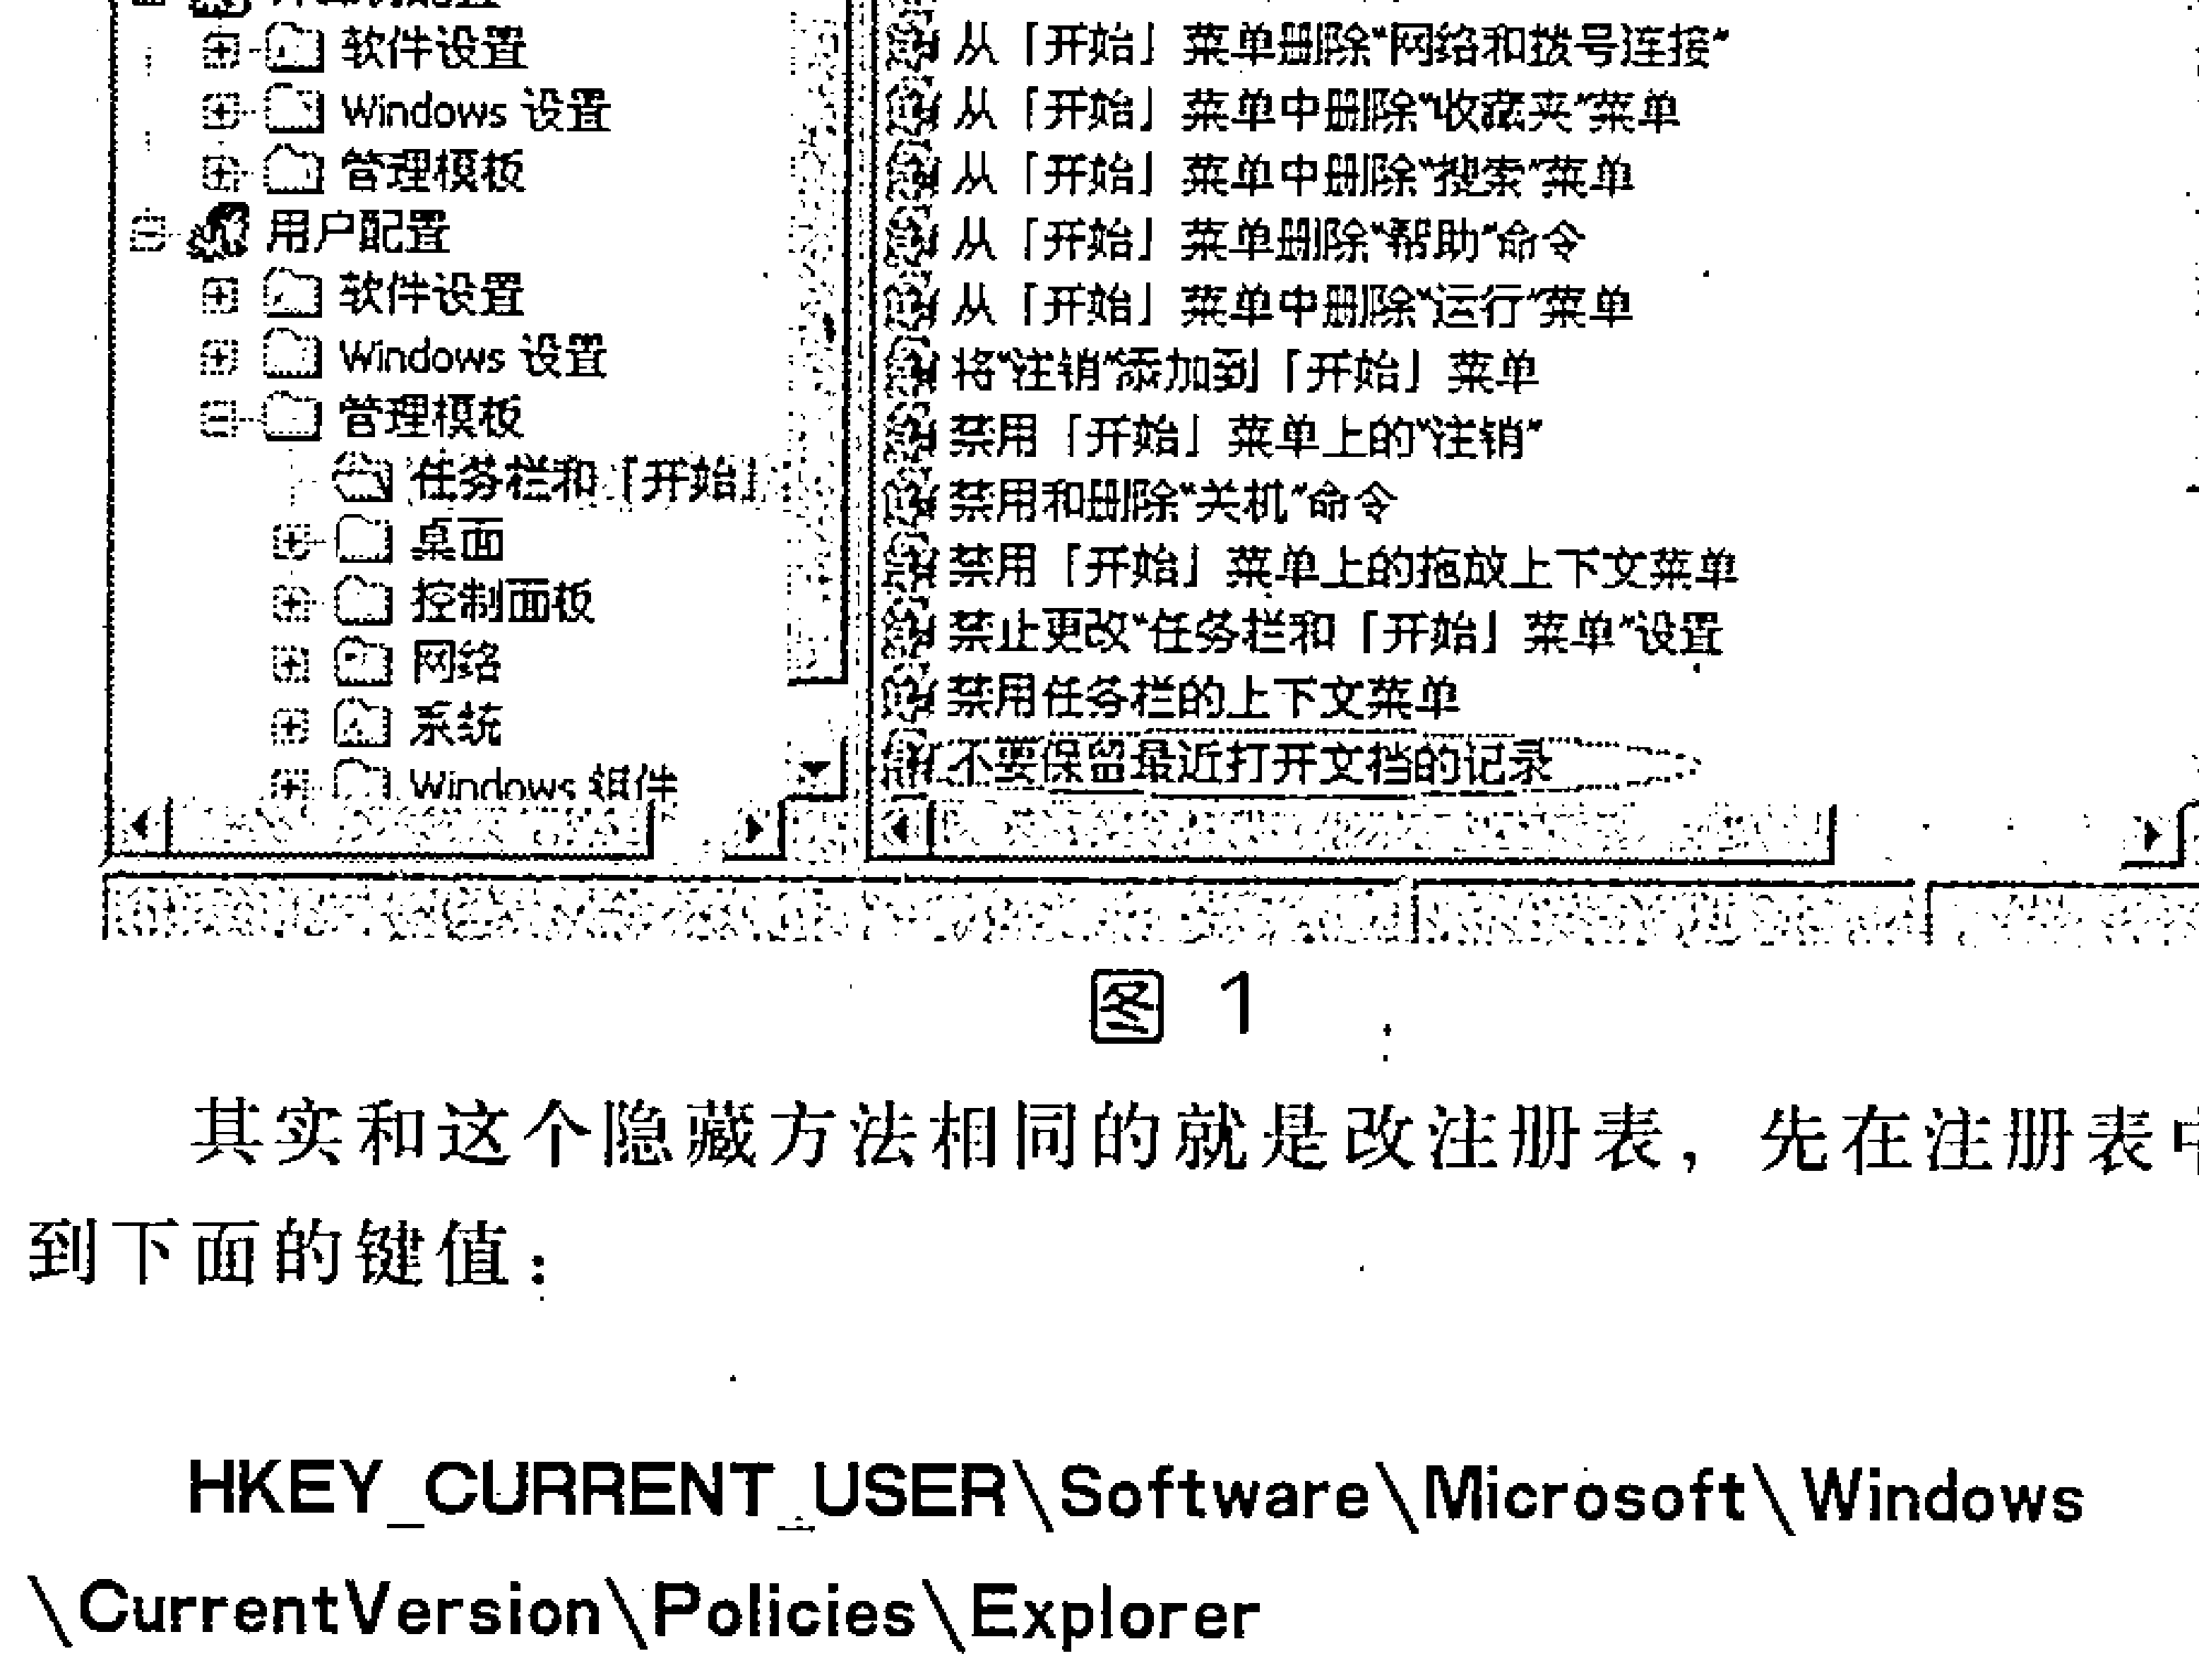 软件设置
Windows 设置
管理模板
用户配置
软件设置
Windows 设置
管理模板
任务栏和「开始」
桌面
控制面板
网络
系统
Windows 组件
从「开始」菜单删除“网络和拨号连接”
从「开始」菜单中删除“收藏夹”菜单
从「开始」菜单中删除“搜索”菜单
从「开始」菜单删除“帮助”命令
从「开始」菜单中删除“运行”菜单
将“注销”添加到「开始」菜单
禁用「开始」菜单上的“注销”
禁用和删除“关机”命令
禁用「开始」菜单上的拖放上下文菜单
禁止更改“任务栏和「开始」菜单”设置
禁用任务栏的上下文菜单
不要保留最近打开文档的记录
图 1
其实和这个隐藏方法相同的就是改注册表，先在注册表中
到下面的键值：
HKEY_CURRENT_USER\Software\Microsoft\Windows
\CurrentVersion\Policies\Explorer